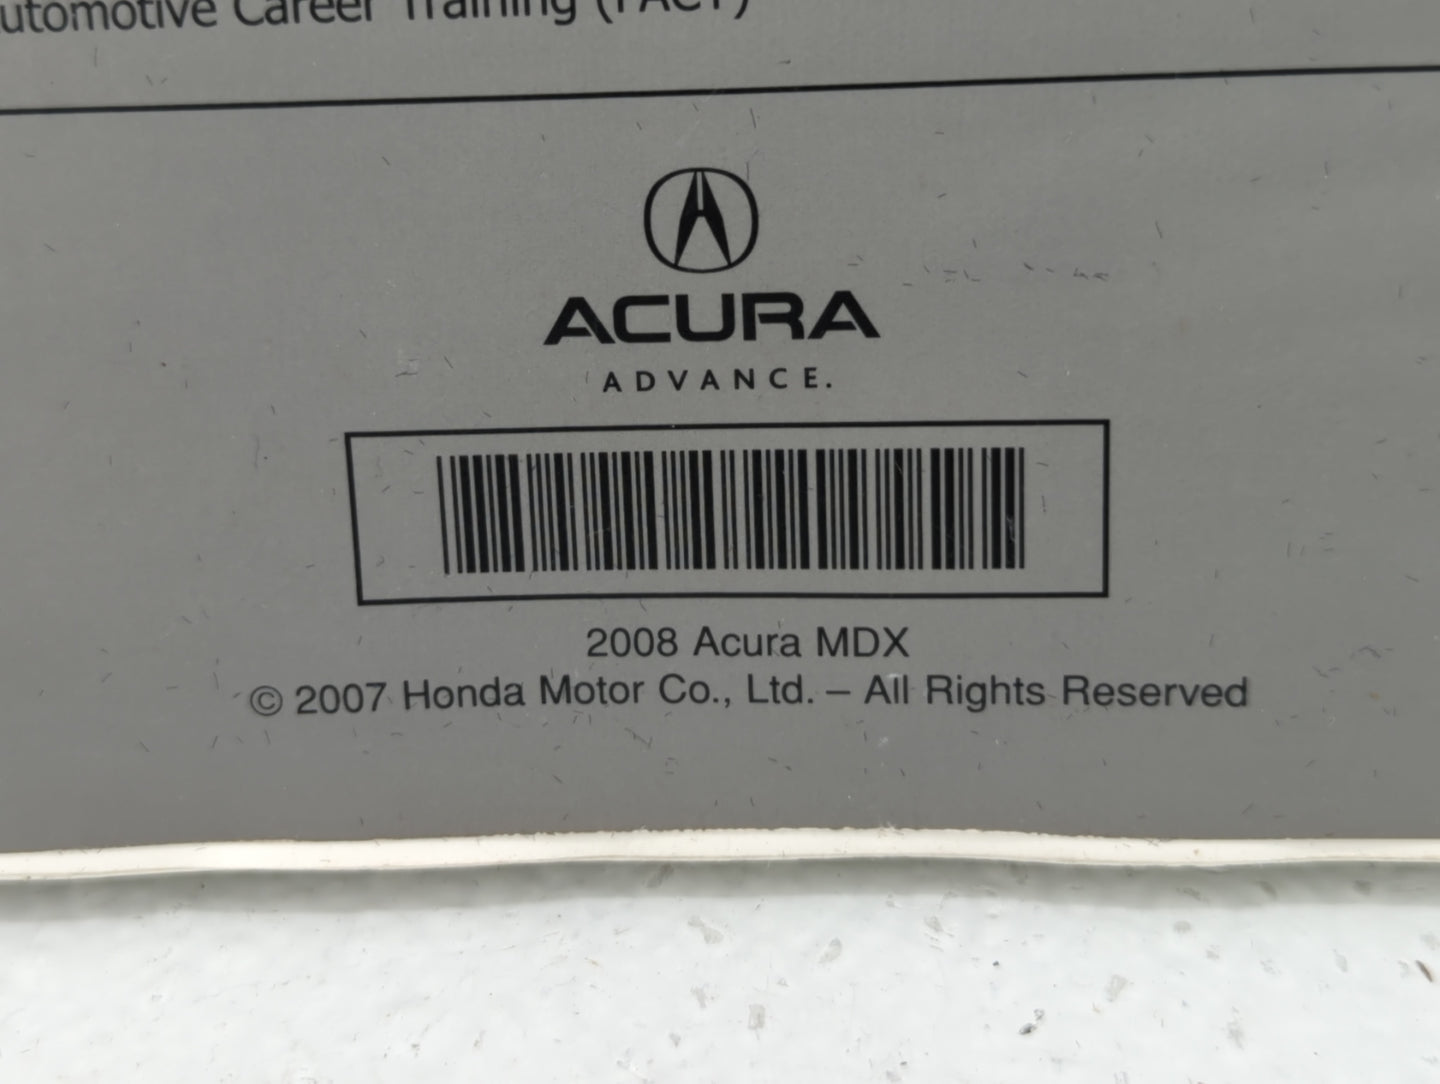 Automotive Career Training (PACT)
ACURA
ADVANCE.
2008 Acura MDX
© 2007 Honda Motor Co., Ltd. – All Rights Reserved